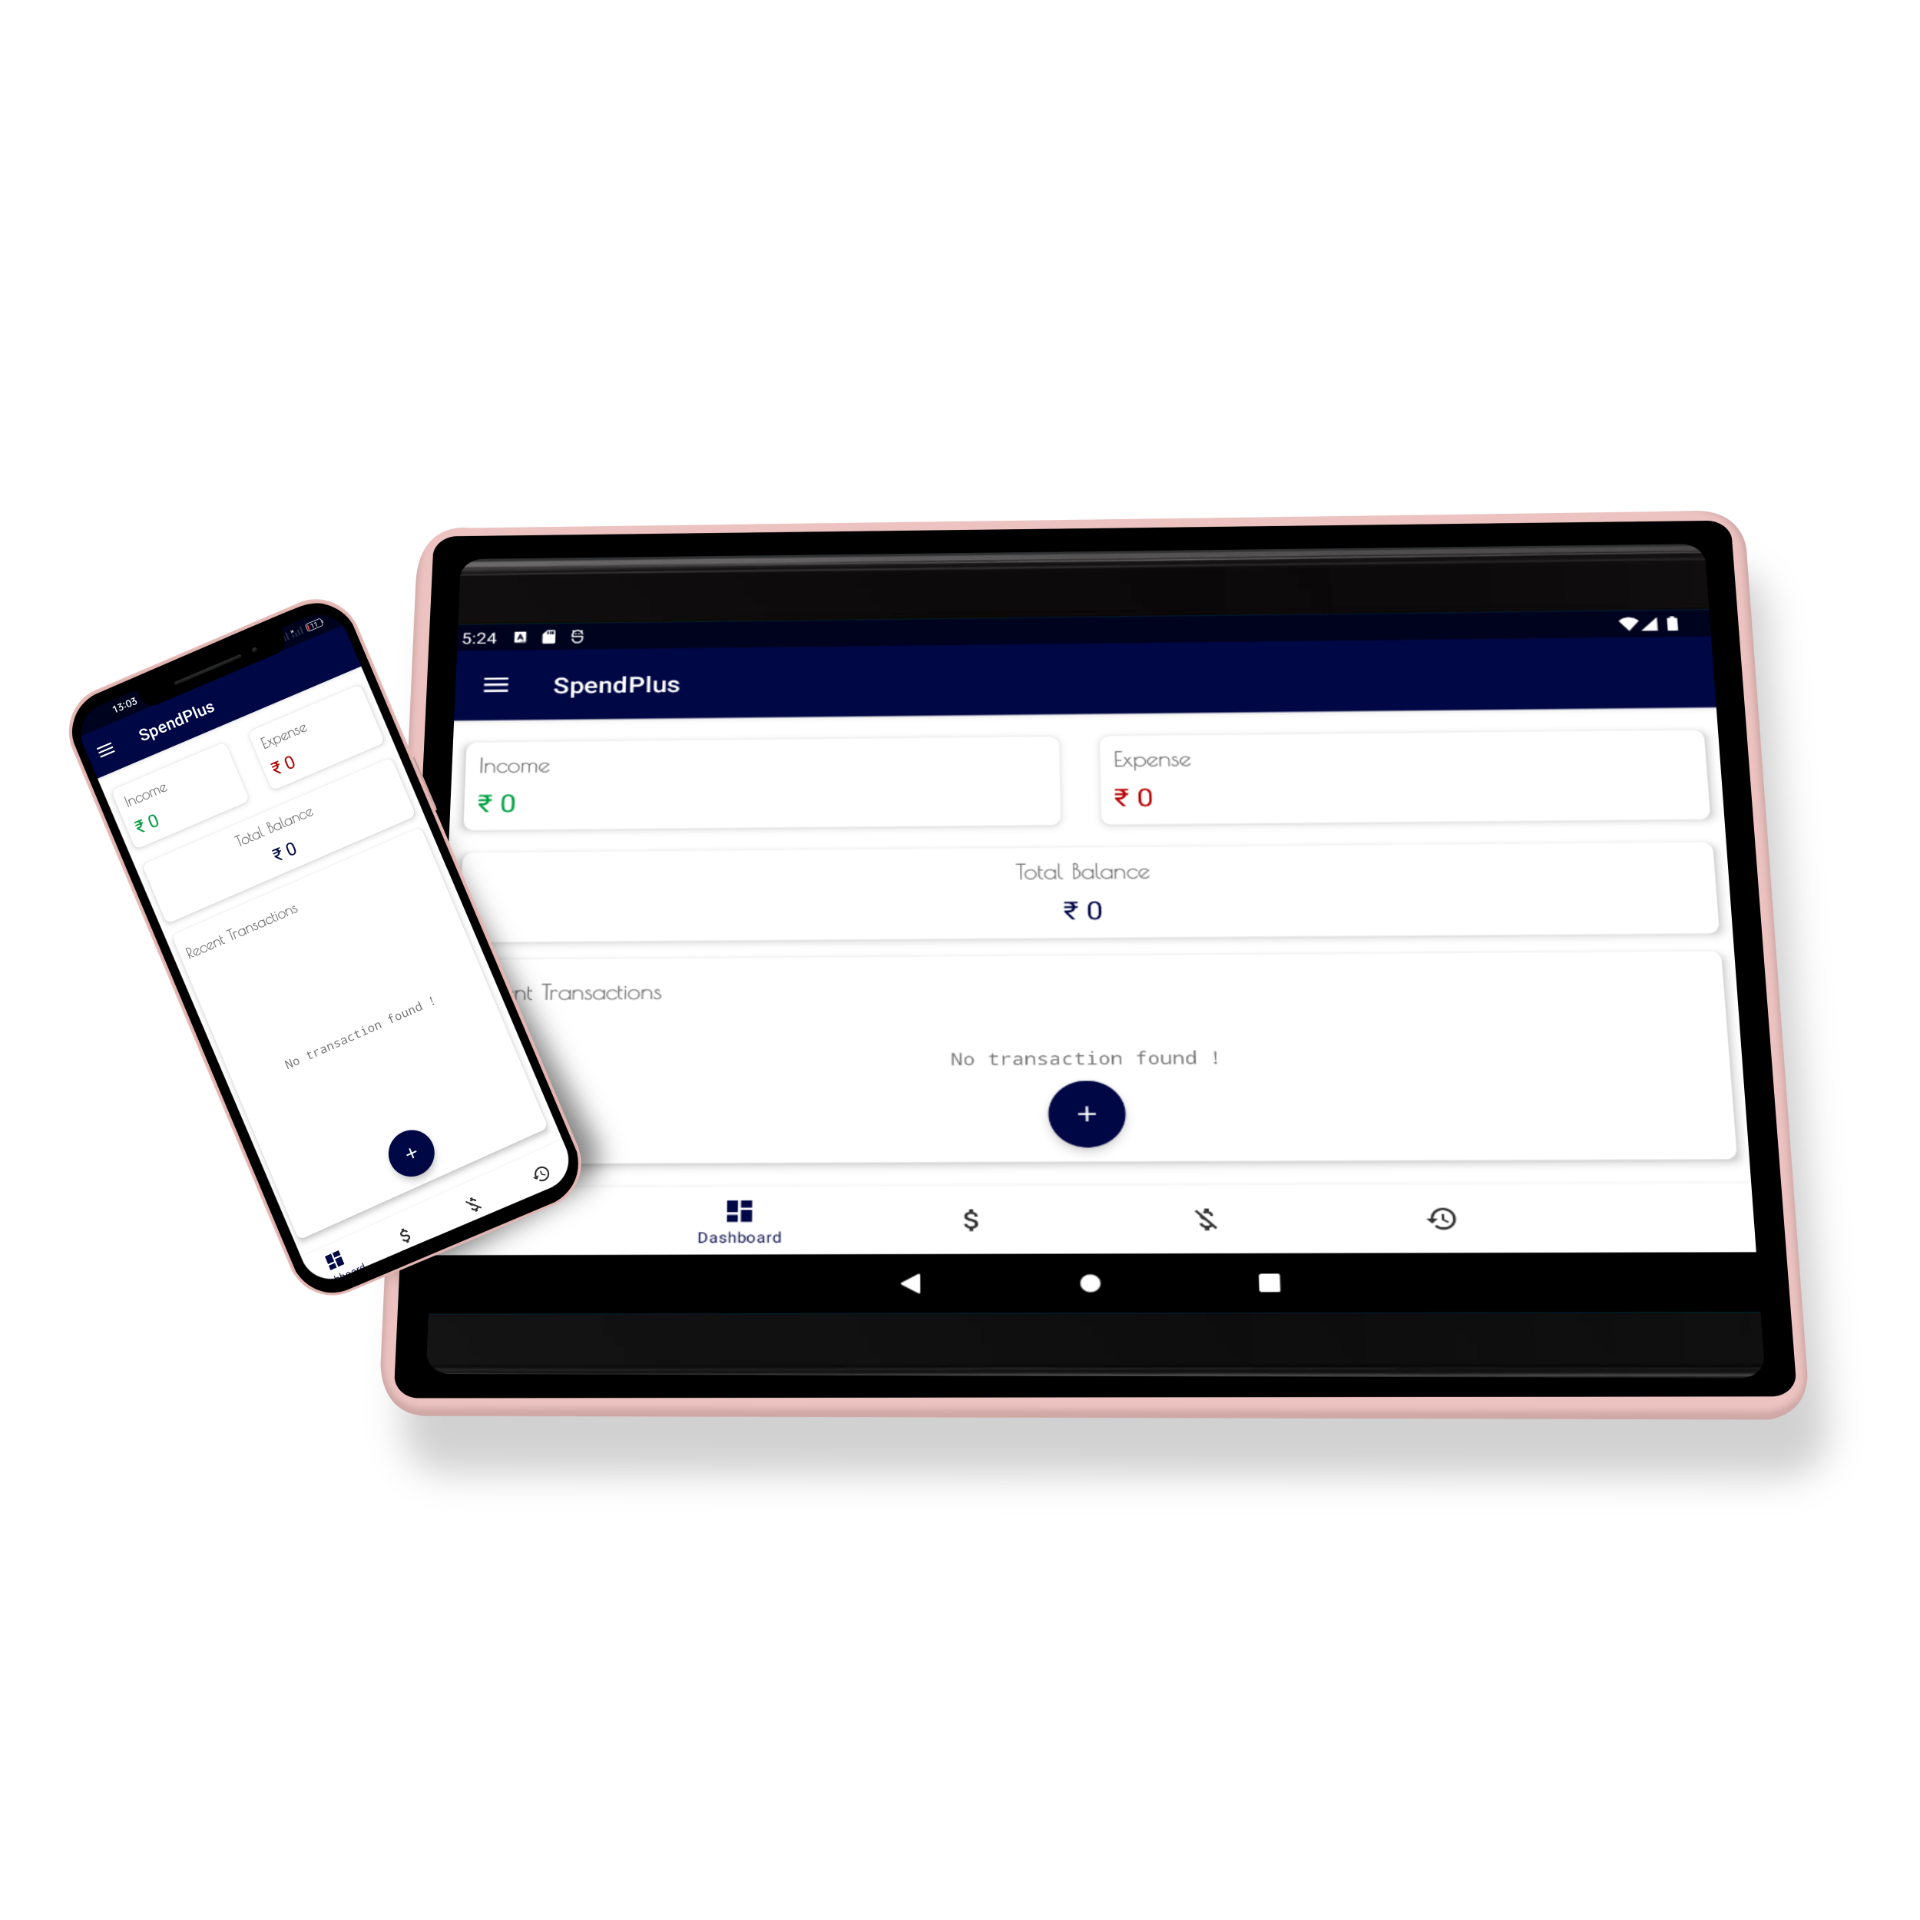 13:03
11
SpendPlus
Income
₹ 0
Expense
₹ 0
Total Balance
₹ 0
Recent Transactions
No transaction found !
+
$
5:24
A
SpendPlus
Income
₹ 0
Expense
₹ 0
Total Balance
₹ 0
nt Transactions
No transaction found !
+
Dashboard
$